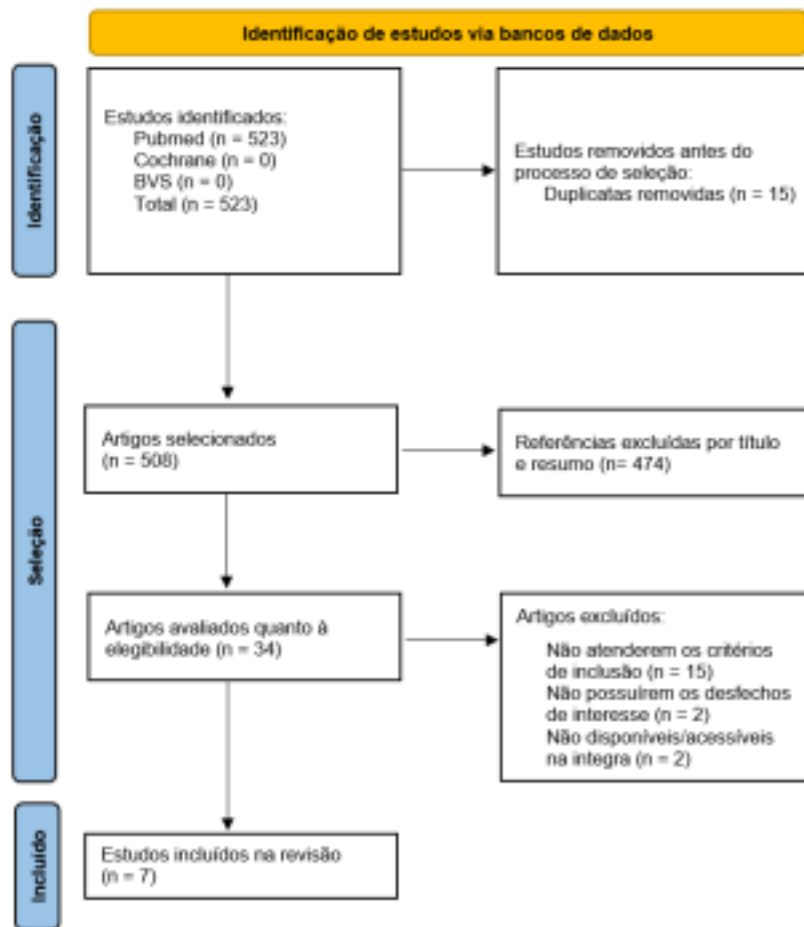 Identificação de estudos via bancos de dados
Identificação
Estudos identificados:
Pubmed (n = 523)
Cochrane (n = 0)
BVS (n = 0)
Total (n = 523)
Estudos removidos antes do
processo de seleção:
Duplicatas removidas (n = 15)
Seleção
Artigos selecionados
(n = 508)
Referências excluídas por título
e resumo (n= 474)
Artigos avaliados quanto à
elegibilidade (n = 34)
Artigos excluídos:
Não atenderem os critérios
de inclusão (n = 15)
Não possuírem os desfechos
de interesse (n = 2)
Não disponíveis/acessíveis
na integra (n = 2)
Incluído
Estudos incluídos na revisão
(n = 7)